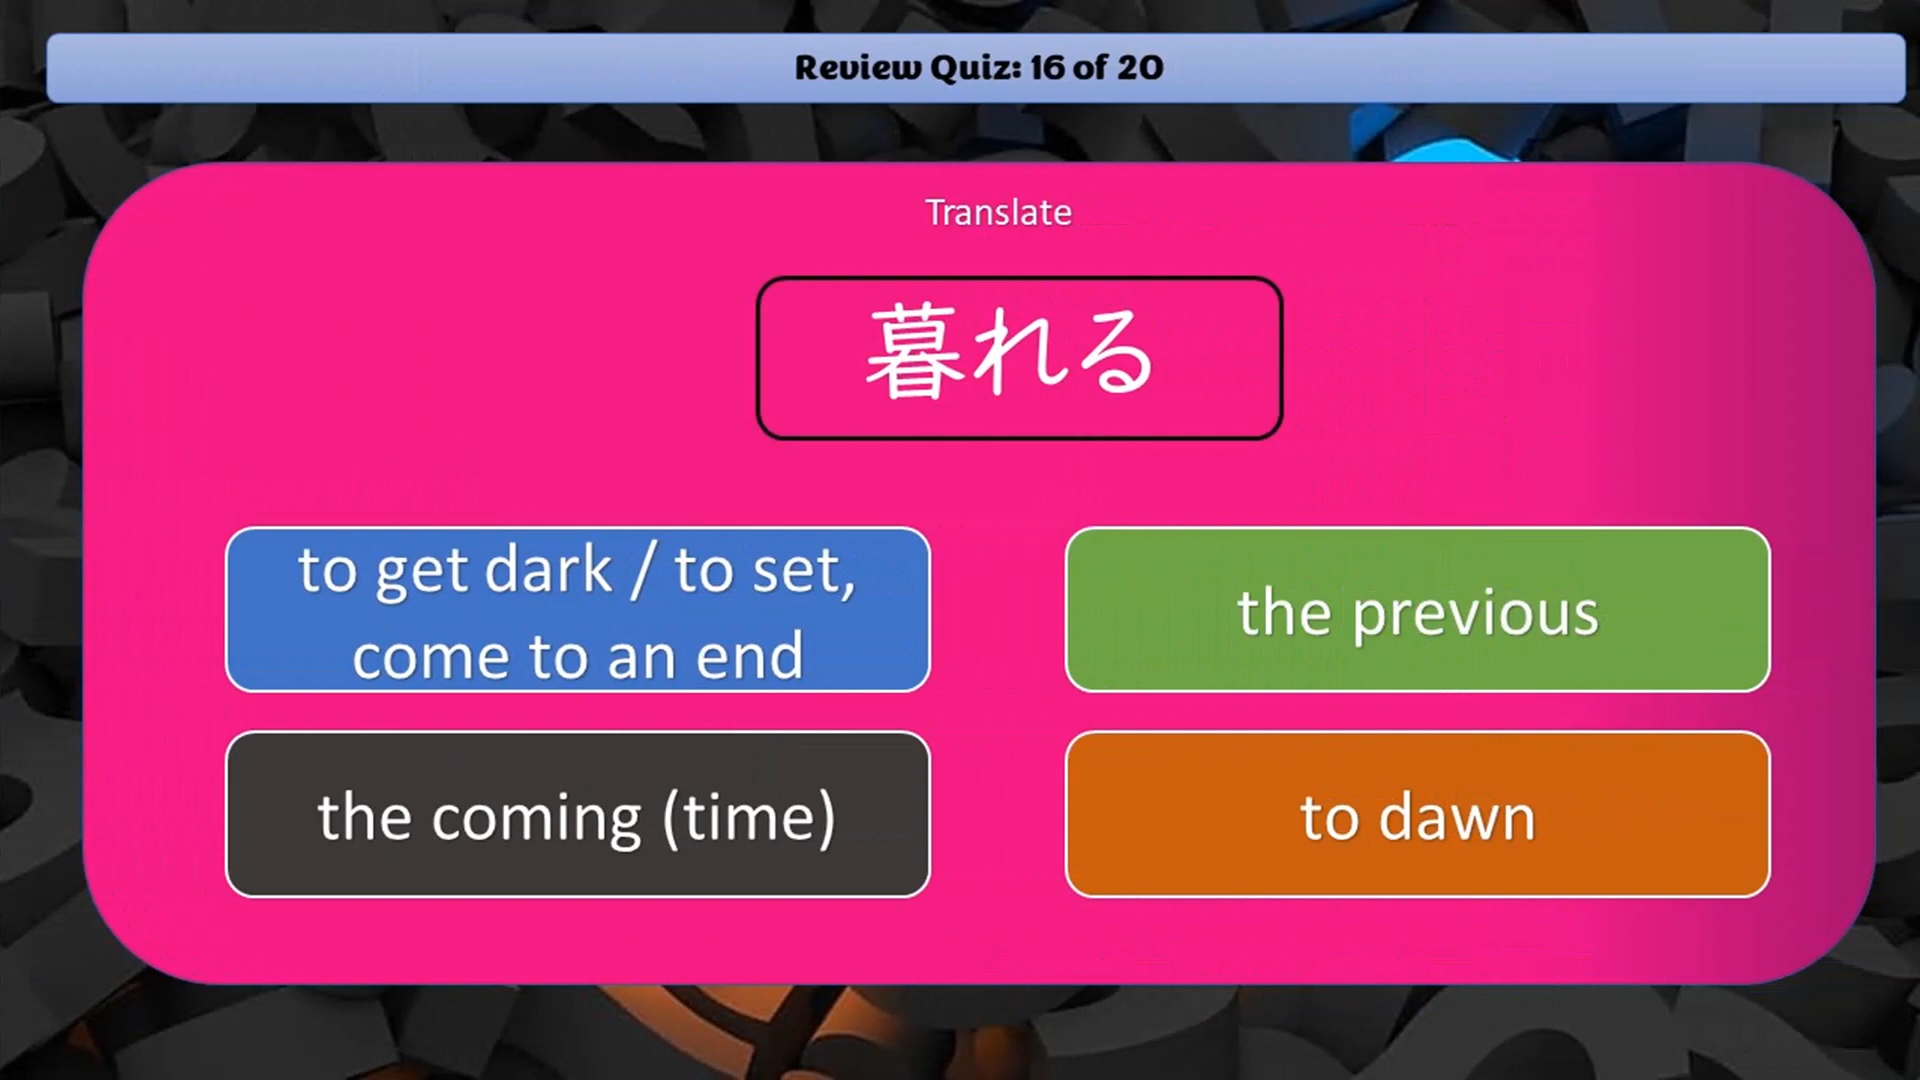 Review Quiz: 16 of 20
Translate
暮れる
to get dark / to set,
come to an end
the previous
the coming (time)
to dawn